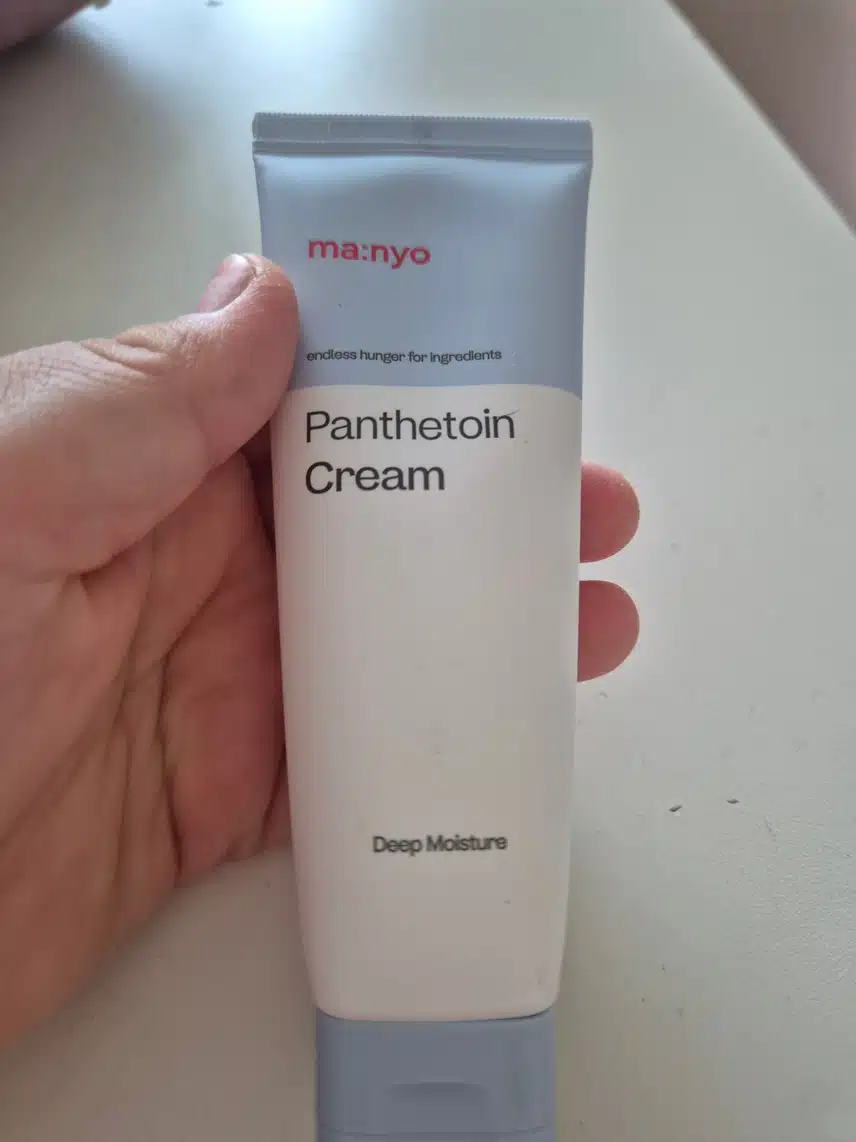 ma:nyo
endless hunger for ingredients
Panthetoin
Cream
Deep Moisture